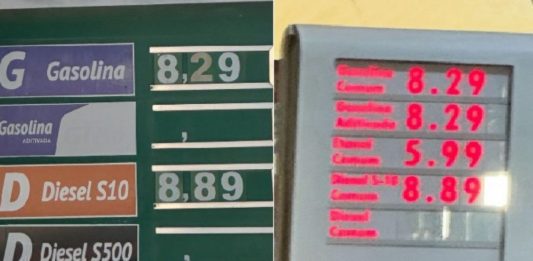 G Gasolina 8,29
Gasolina ,
ADITIVADA
D Diesel S10 8,89
D Diesel S500 ,
Gasolina
Comum 8.29
Gasolina
Aditivada 8.29
Etanol
Comum 5.99
Diesel S-10
Comum 8.89
Diesel
Comum